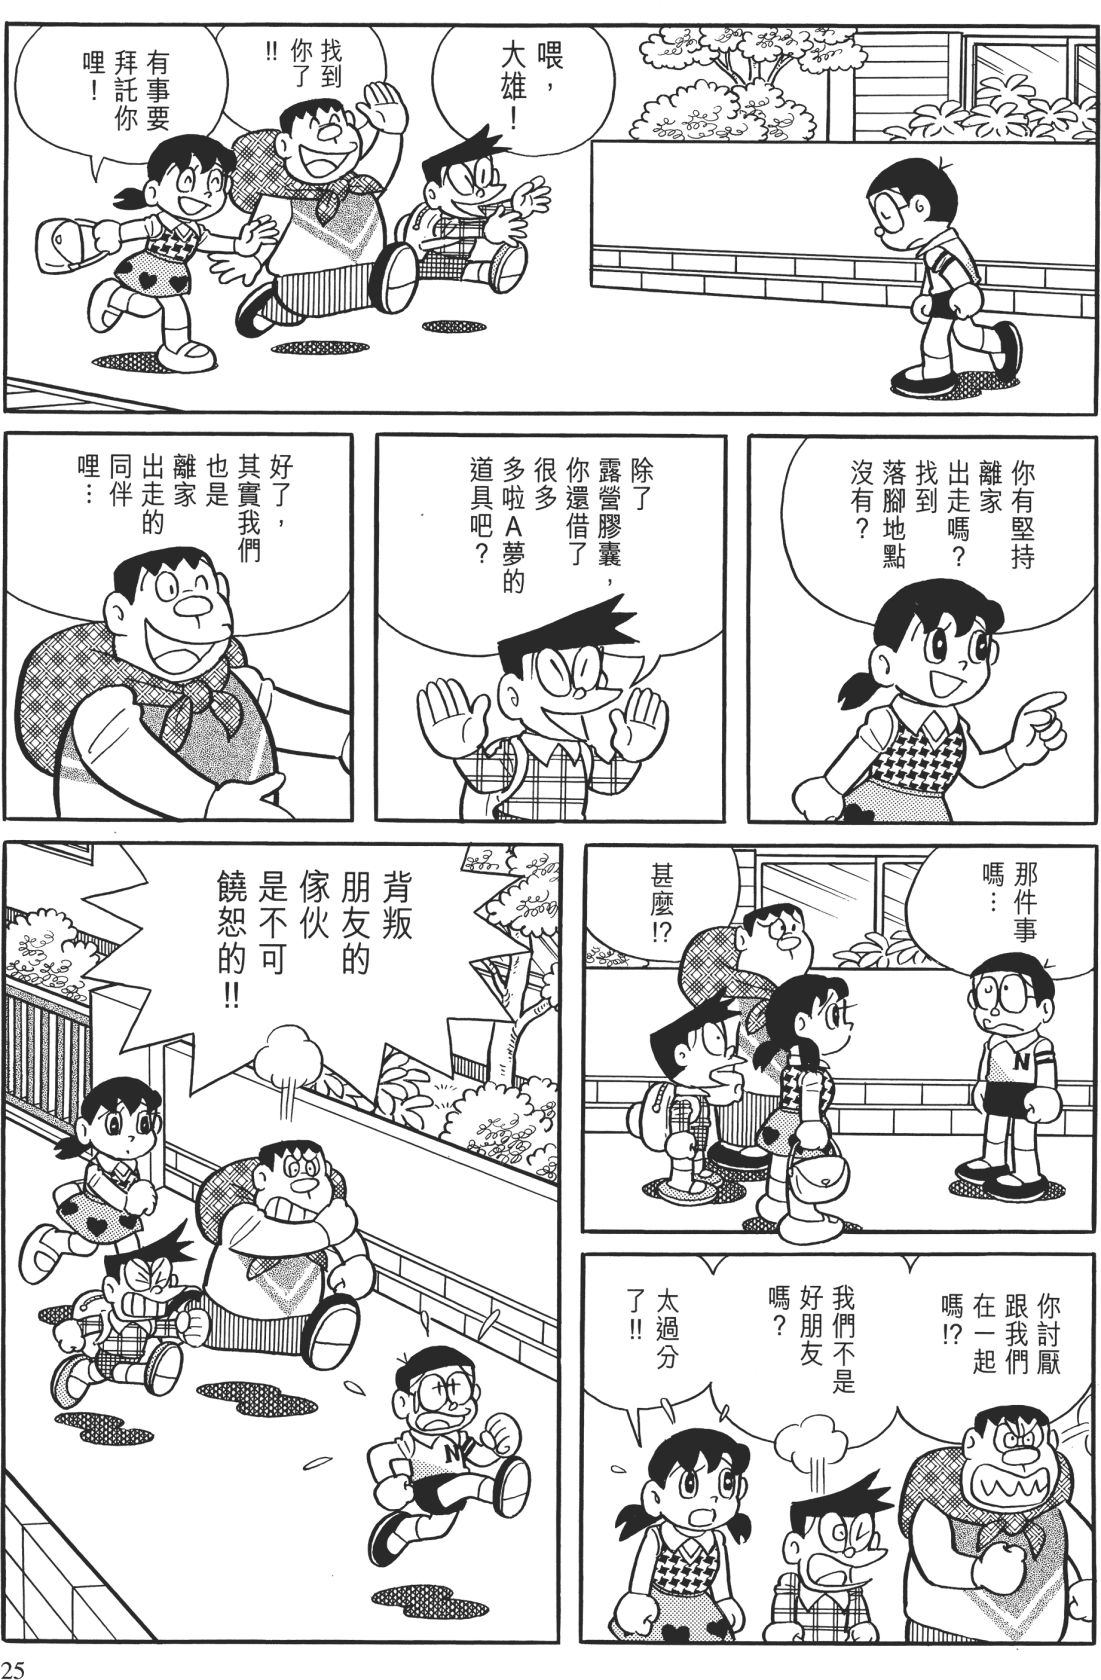 喂，
大雄！
找到
你了
!!
有事要
拜託你
哩！
你有堅持
離家
出走嗎？
找到
落腳地點
沒有？
除了
露營膠囊，
你還借了
很多
多啦A夢的
道具吧？
好了，
其實我們
也是
離家
出走的
同伴
哩…
那件事
嗎…
甚麼!?
你討厭
跟我們
在一起
嗎!?
我們不是
好朋友
嗎？
太過分
了!!
背叛
朋友的
傢伙
是不可
饒恕的!!
N
N
25